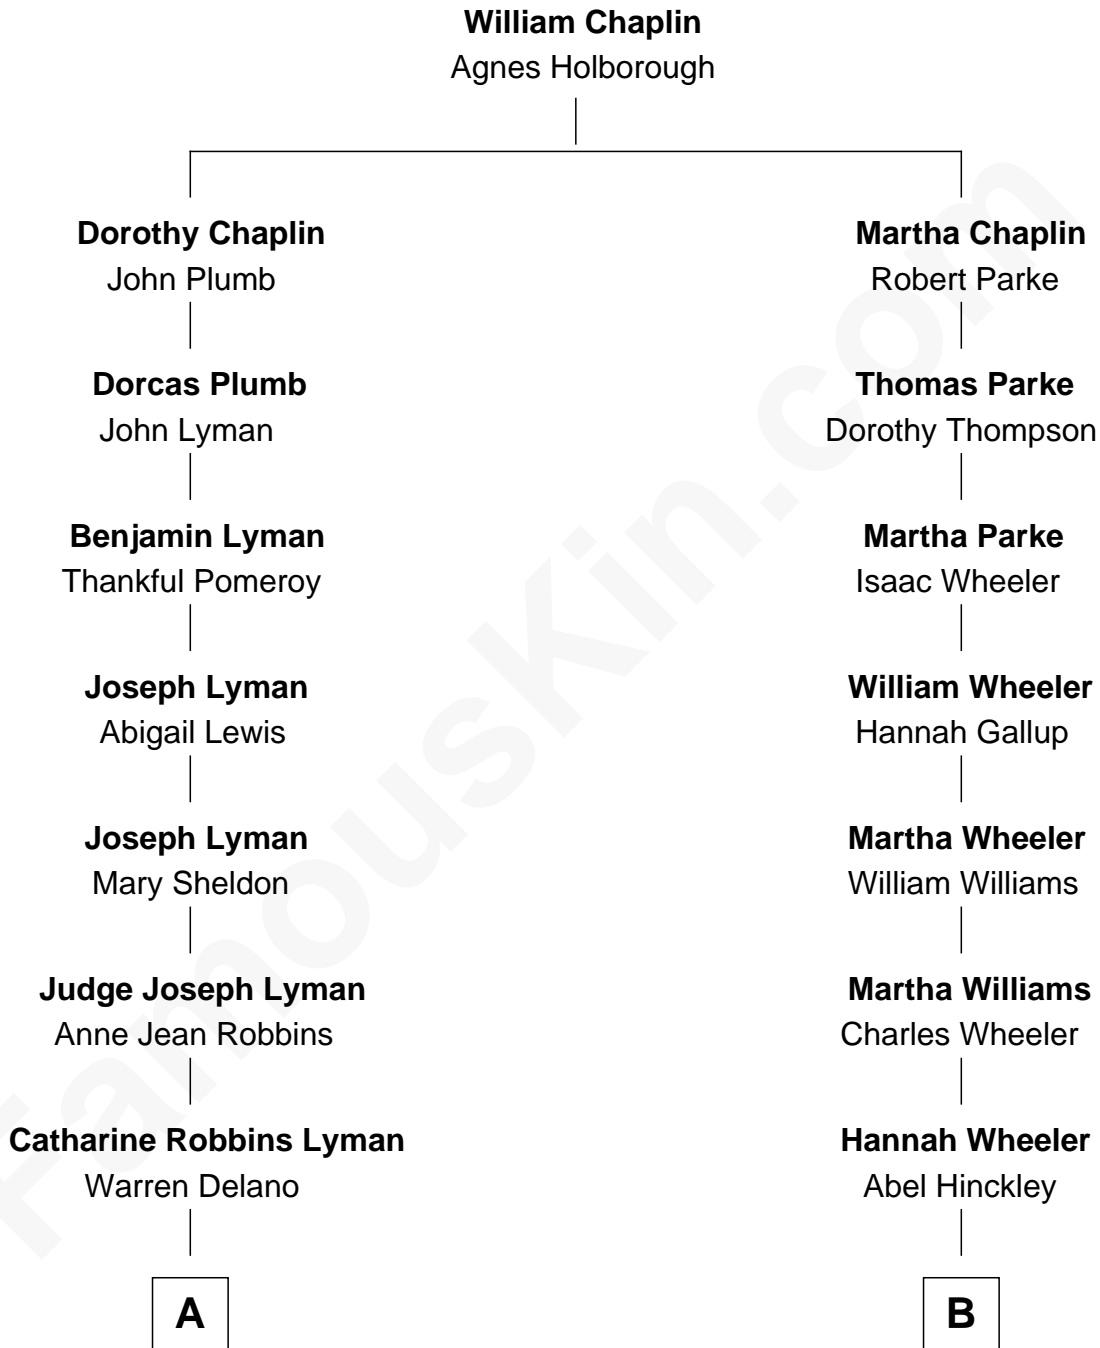 William Chaplin
Agnes Holborough
Dorothy Chaplin
John Plumb
Martha Chaplin
Robert Parke
Dorcas Plumb
John Lyman
Thomas Parke
Dorothy Thompson
Benjamin Lyman
Thankful Pomeroy
Martha Parke
Isaac Wheeler
Joseph Lyman
Abigail Lewis
William Wheeler
Hannah Gallup
Joseph Lyman
Mary Sheldon
Martha Wheeler
William Williams
Judge Joseph Lyman
Anne Jean Robbins
Martha Williams
Charles Wheeler
Catharine Robbins Lyman
Warren Delano
Hannah Wheeler
Abel Hinckley
A
B
FamousKin.com